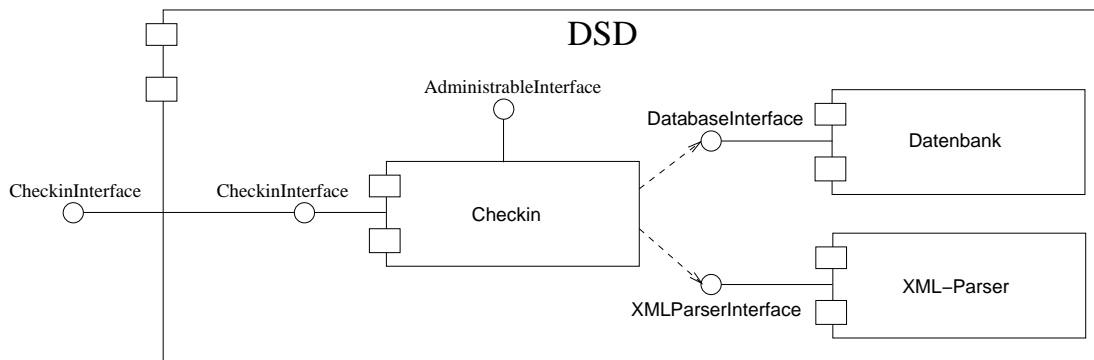 DSD
AdministrableInterface
DatabaseInterface
Datenbank
CheckinInterface
CheckinInterface
Checkin
XML−Parser
XMLParserInterface